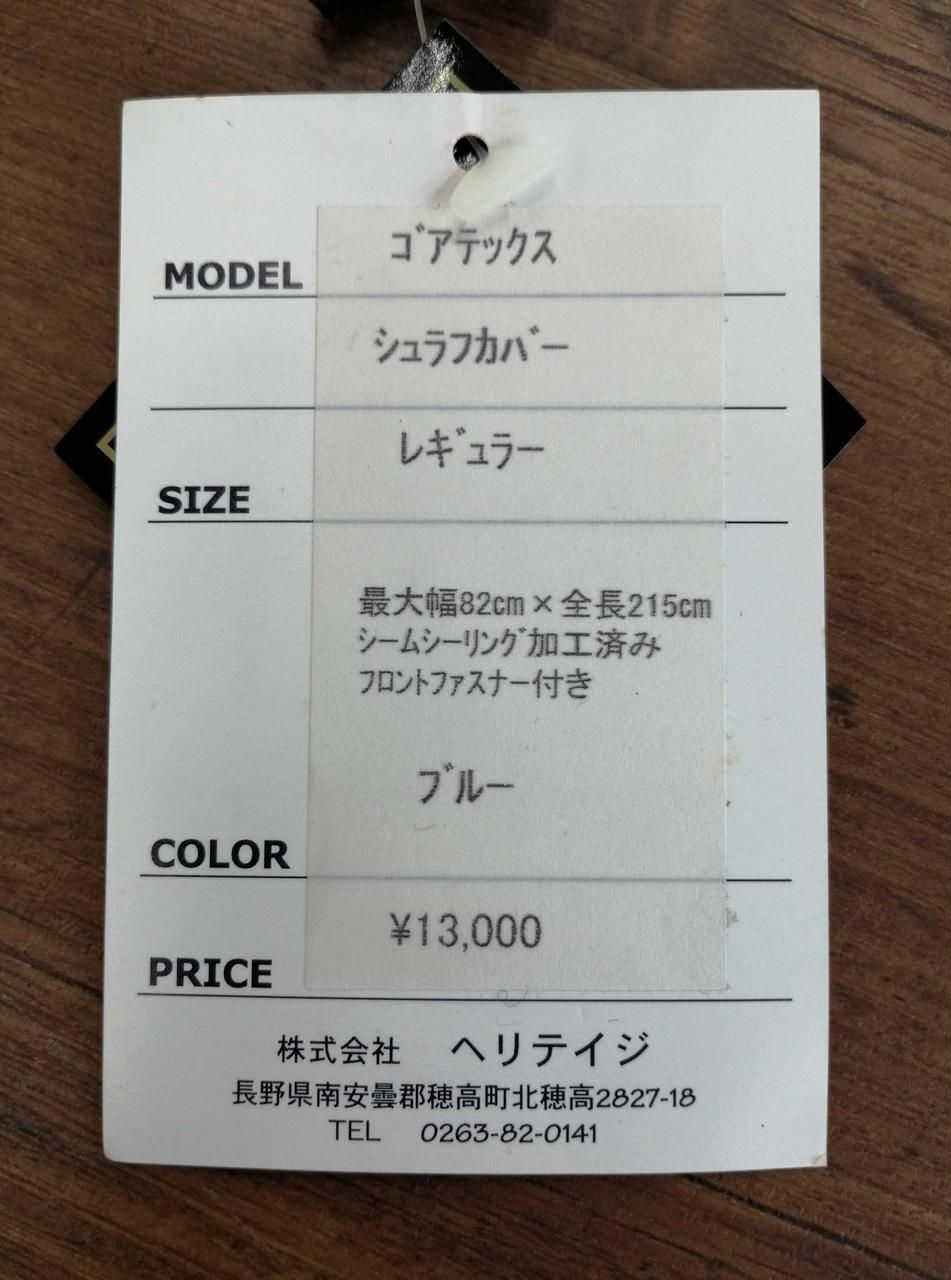 ゴアテックス
MODEL
シュラフカバー
レギュラー
SIZE
最大幅82cm×全長215cm
シームシーリング加工済み
フロントファスナー付き
ブルー
COLOR
¥13,000
PRICE
株式会社 ヘリテイジ
長野県南安曇郡穂高町北穂高2827-18
TEL 0263-82-0141